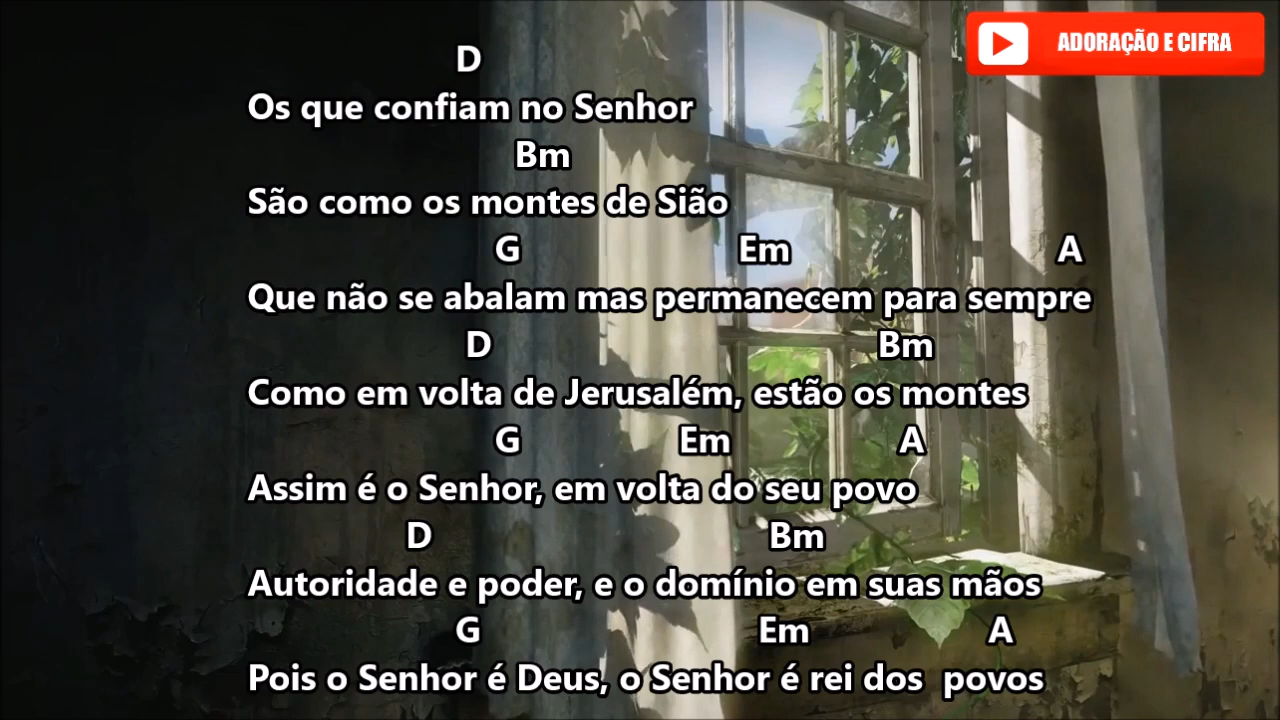 ADORAÇÃO E CIFRA
D
Os que confiam no Senhor
Bm
São como os montes de Sião
G Em A
Que não se abalam mas permanecem para sempre
D Bm
Como em volta de Jerusalém, estão os montes
G Em A
Assim é o Senhor, em volta do seu povo
D Bm
Autoridade e poder, e o domínio em suas mãos
G Em A
Pois o Senhor é Deus, o Senhor é rei dos povos